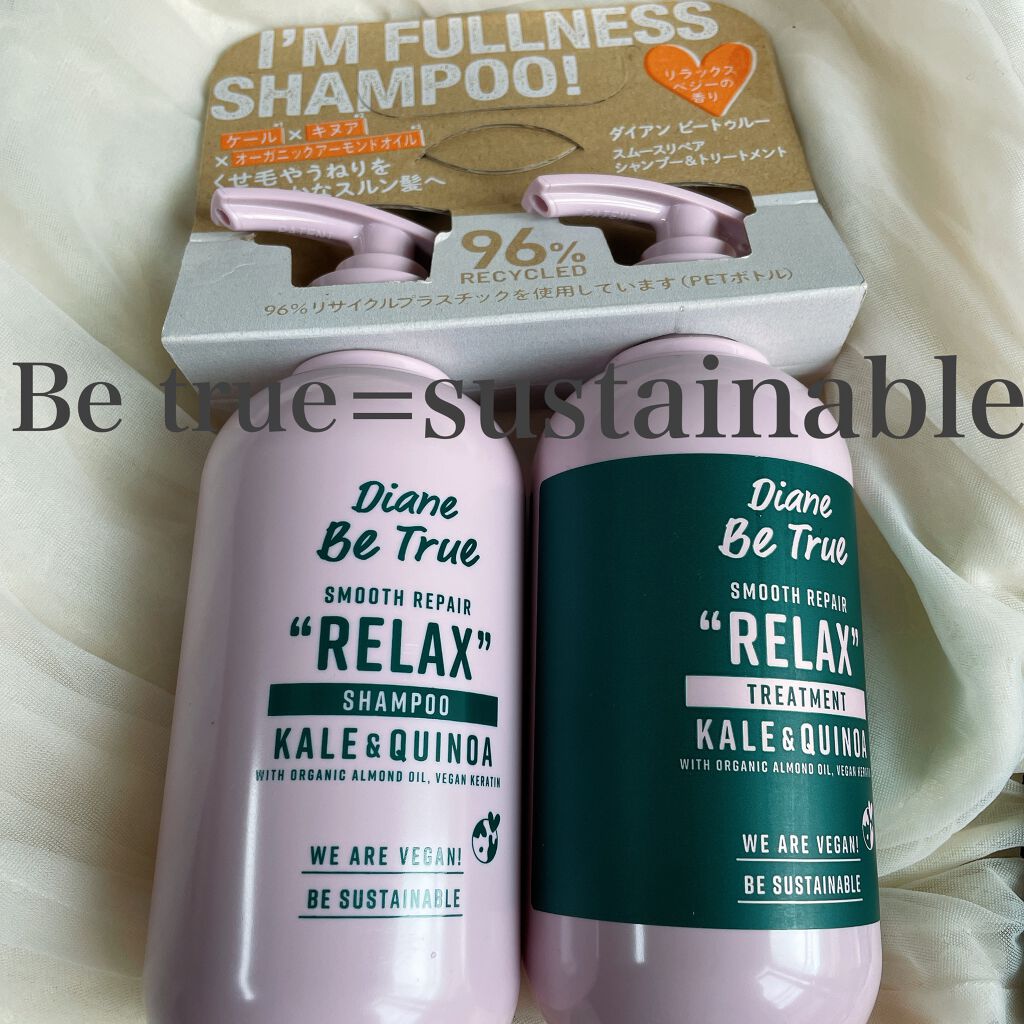 I'M FULLNESS
SHAMPOO!
リラックス
ベジーの
香り
ケール × キヌア
×オーガニックアーモンドオイル
くせ毛やうねりを
なスルン髪へ
ダイアン ビートゥルー
スムースリペア
シャンプー&トリートメント
96%
RECYCLED
96%リサイクルプラスチックを使用しています(PETボトル)
Be true=sustainable
Diane
Be True
SMOOTH REPAIR
"RELAX"
SHAMPOO
KALE & QUINOA
WITH ORGANIC ALMOND OIL, VEGAN KERATIN
WE ARE VEGAN!
BE SUSTAINABLE
Diane
Be True
SMOOTH REPAIR
"RELAX"
TREATMENT
KALE & QUINOA
WITH ORGANIC ALMOND OIL, VEGAN KERATIN
WE ARE VEGAN!
BE SUSTAINABLE